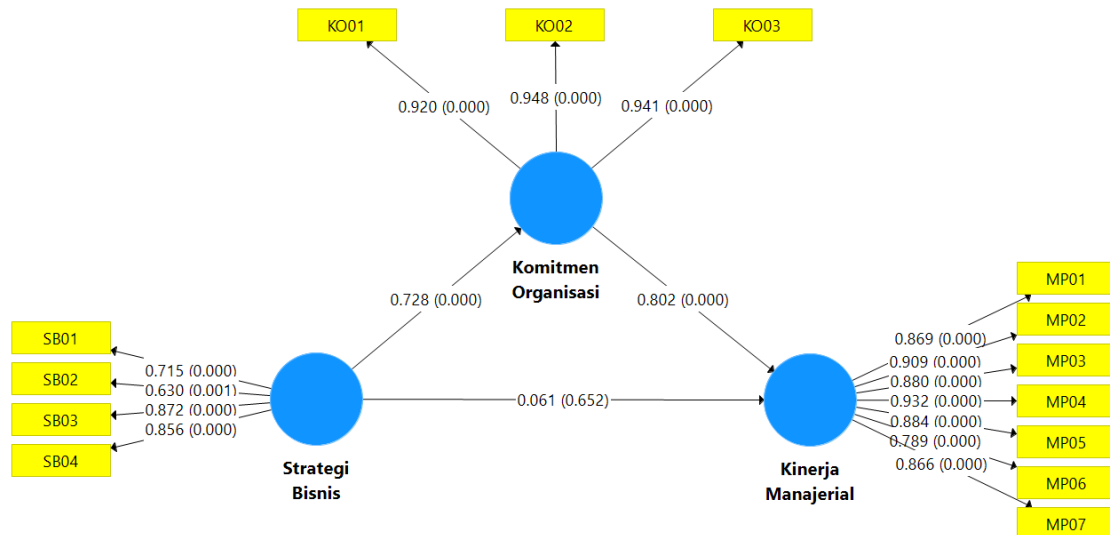 KO01
KO02
KO03
0.920 (0.000)
0.948 (0.000)
0.941 (0.000)
Komitmen
Organisasi
0.728 (0.000)
0.802 (0.000)
SB01
SB02
SB03
SB04
0.715 (0.000)
0.630 (0.001)
0.872 (0.000)
0.856 (0.000)
Strategi
Bisnis
0.061 (0.652)
Kinerja
Manajerial
0.869 (0.000)
0.909 (0.000)
0.880 (0.000)
0.932 (0.000)
0.884 (0.000)
0.789 (0.000)
0.866 (0.000)
MP01
MP02
MP03
MP04
MP05
MP06
MP07